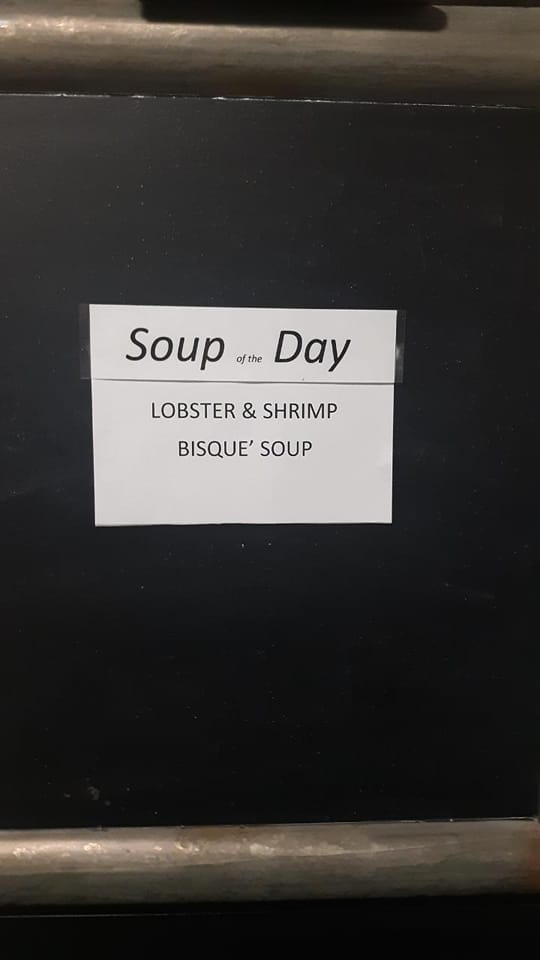 Soup of the Day
LOBSTER & SHRIMP
BISQUE’ SOUP